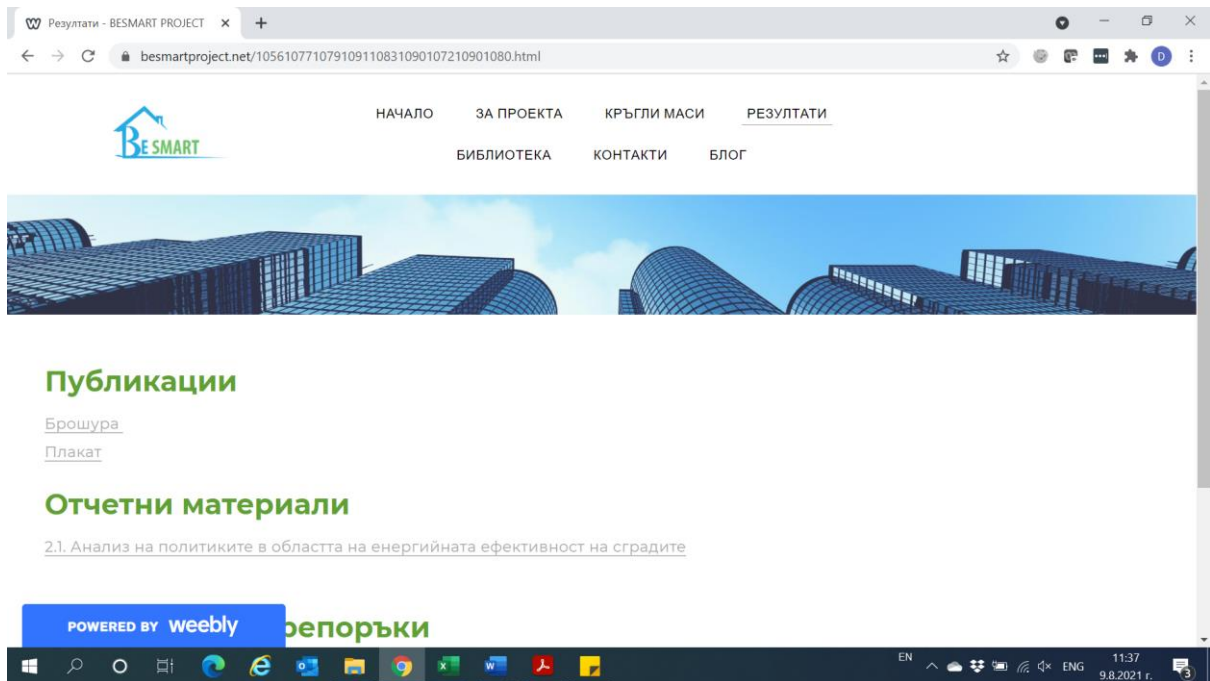 Резултати - BESMART PROJECT
besmartproject.net/10561077107910911083109010721090108​0.html
D
BE SMART
НАЧАЛО ЗА ПРОЕКТА КРЪГЛИ МАСИ РЕЗУЛТАТИ
БИБЛИОТЕКА КОНТАКТИ БЛОГ
Публикации
Брошура
Плакат
Отчетни материали
2.1. Анализ на политиките в областта на енергийната ефективност на сградите
POWERED BY weebly
репоръки
EN
ENG
11:37
9.8.2021 г.
3